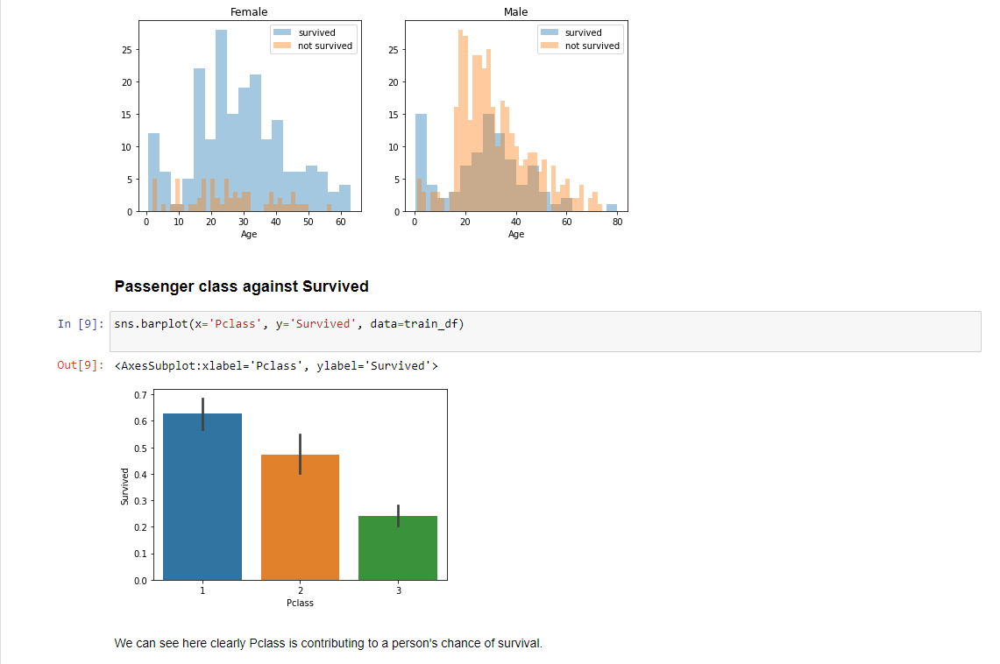 Female
Male
survived
not survived
survived
not survived
25
20
15
10
5
0
25
20
15
10
5
0
0 10 20 30 40 50 60
0 20 40 60 80
Age
Age
Passenger class against Survived
In [9]: sns.barplot(x='Pclass', y='Survived', data=train_df)
Out[9]: <AxesSubplot:xlabel='Pclass', ylabel='Survived'>
0.7
0.6
0.5
0.4
0.3
0.2
0.1
0.0
Survived
1 2 3
Pclass
We can see here clearly Pclass is contributing to a person's chance of survival.